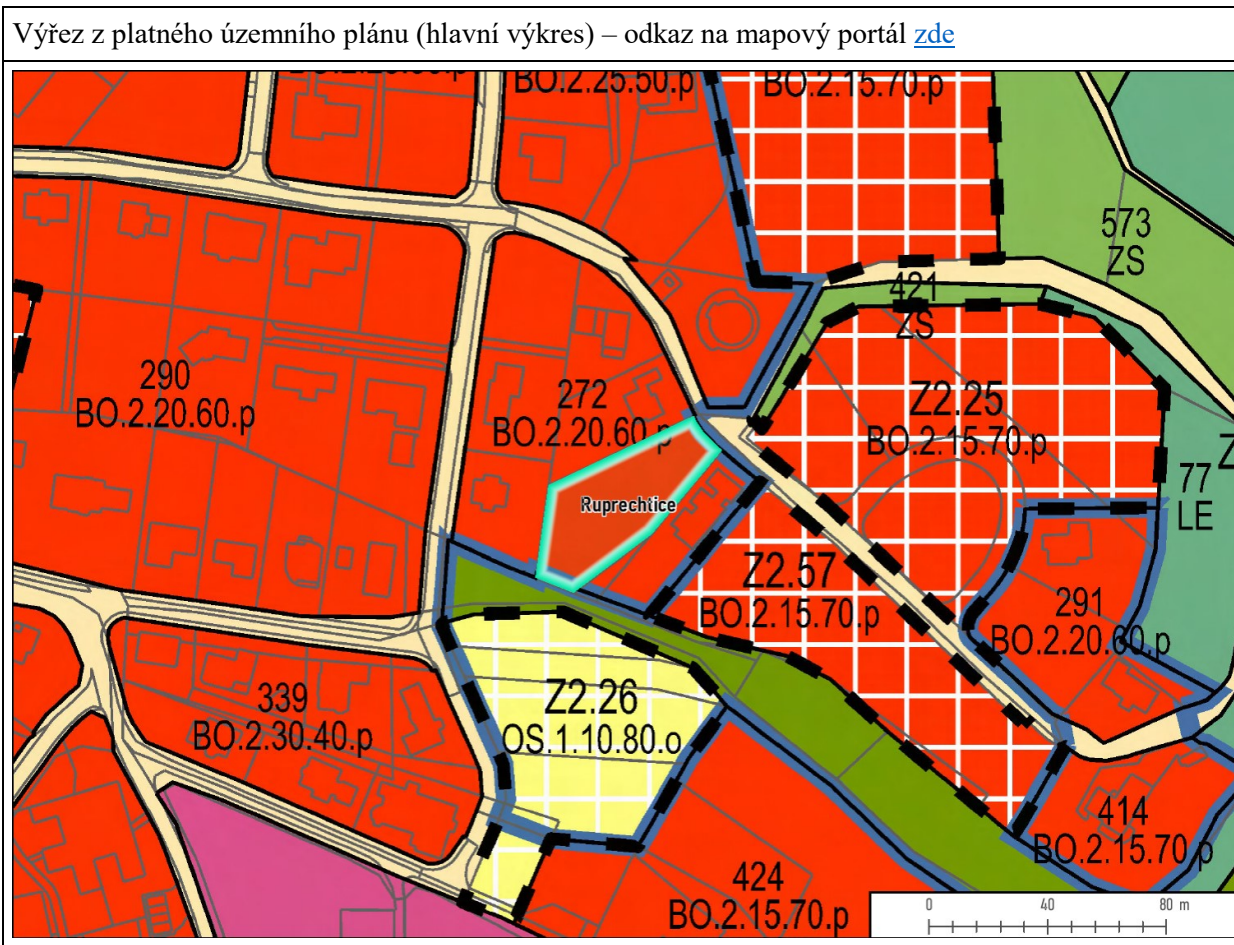 Výřez z platného územního plánu (hlavní výkres) – odkaz na mapový portál zde
BO.2.25.50.p
BO.2.15.70.p
573
ZS
421
ZS
290
BO.2.20.60.p
272
BO.2.20.60.p
Z2.25
BO.2.15.70.p
77
LE
Ruprechtice
Z2.57
BO.2.15.70.p
291
BO.2.20.60.p
339
BO.2.30.40.p
Z2.26
OS.1.10.80.o
414
BO.2.15.70.p
424
BO.2.15.70.p
0 40 80 m